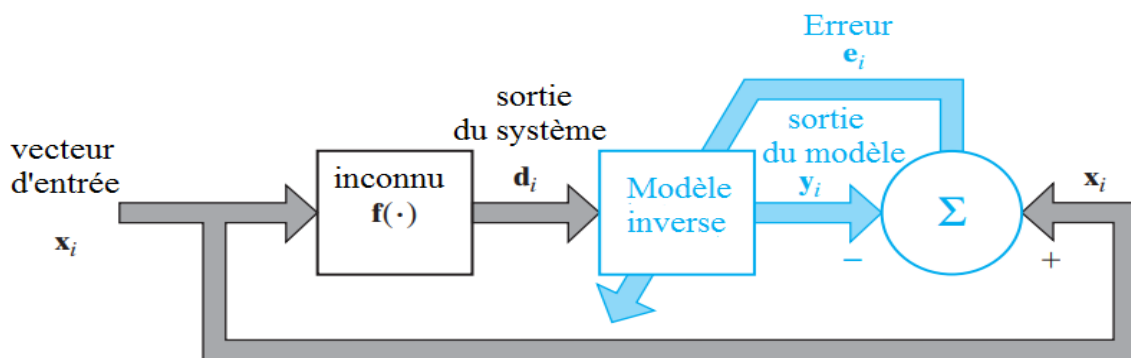 vecteur
d'entrée
x_i
inconnu
f(·)
sortie
du système
d_i
Modèle
inverse
Erreur
e_i
sortie
du modèle
y_i
−
Σ
+
x_i